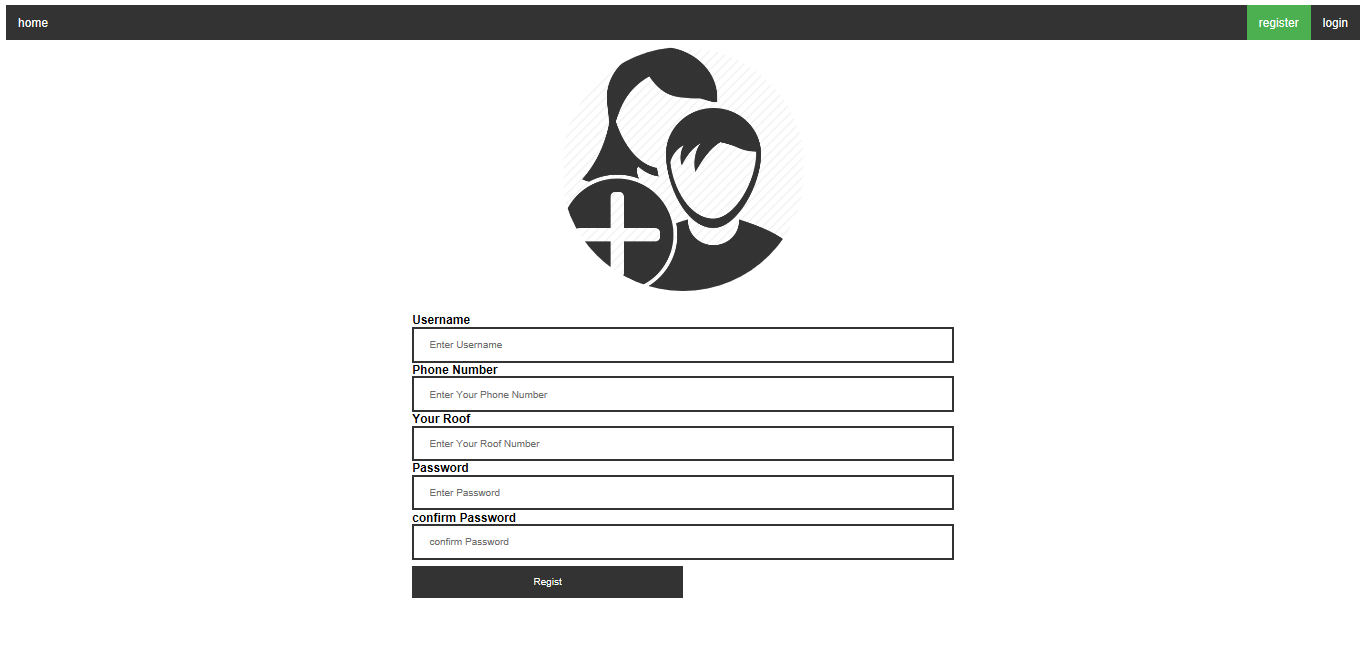 home register login
Username
Enter Username
Phone Number
Enter Your Phone Number
Your Roof
Enter Your Roof Number
Password
Enter Password
confirm Password
confirm Password
Regist